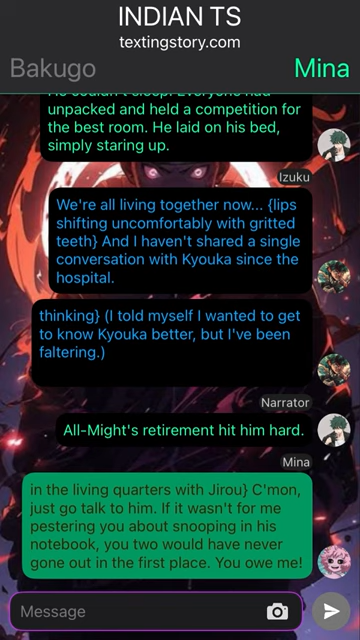 INDIAN TS
textingstory.com
Bakugo
Mina
unpacked and held a competition for
the best room. He laid on his bed,
simply staring up.
Izuku
We're all living together now... {lips
shifting uncomfortably with gritted
teeth} And I haven't shared a single
conversation with Kyouka since the
hospital.
thinking} (I told myself I wanted to get
to know Kyouka better, but I've been
faltering.)
Narrator
All-Might's retirement hit him hard.
Mina
in the living quarters with Jirou} C'mon,
just go talk to him. If it wasn't for me
pestering you about snooping in his
notebook, you two would have never
gone out in the first place. You owe me!
Message